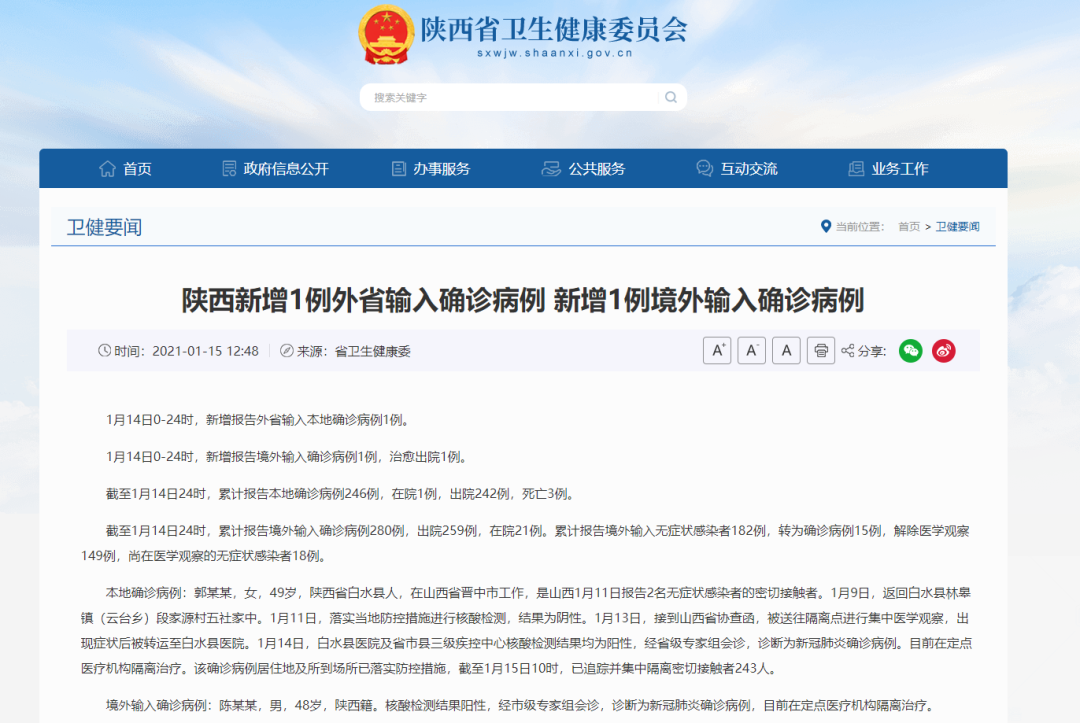 陕西省卫生健康委员会
sxwjw.shaanxi.gov.cn
搜索关键字
首页 政府信息公开 办事服务 公共服务 互动交流 业务工作
卫健要闻 当前位置： 首页 > 卫健要闻
陕西新增1例外省输入确诊病例 新增1例境外输入确诊病例
时间： 2021-01-15 12:48 来源： 省卫生健康委 A+ A- A 分享:
1月14日0-24时，新增报告外省输入本地确诊病例1例。
1月14日0-24时，新增报告境外输入确诊病例1例，治愈出院1例。
截至1月14日24时，累计报告本地确诊病例246例，在院1例，出院242例，死亡3例。
截至1月14日24时，累计报告境外输入确诊病例280例，出院259例，在院21例。累计报告境外输入无症状感染者182例，转为确诊病例15例，解除医学观察
149例，尚在医学观察的无症状感染者18例。
本地确诊病例：郭某某，女，49岁，陕西省白水县人，在山西省晋中市工作，是山西1月11日报告2名无症状感染者的密切接触者。1月9日，返回白水县林皋
镇（云台乡）段家源村五社家中。1月11日，落实当地防控措施进行核酸检测，结果为阴性。1月13日，接到山西省协查函，被送往隔离点进行集中医学观察，出
现症状后被转运至白水县医院。1月14日，白水县医院及省市县三级疾控中心核酸检测结果均为阳性，经省级专家组会诊，诊断为新冠肺炎确诊病例。目前在定点
医疗机构隔离治疗。该确诊病例居住地及所到场所已落实防控措施，截至1月15日10时，已追踪并集中隔离密切接触者243人。
境外输入确诊病例：陈某某，男，48岁，陕西籍。核酸检测结果阳性，经市级专家组会诊，诊断为新冠肺炎确诊病例，目前在定点医疗机构隔离治疗。